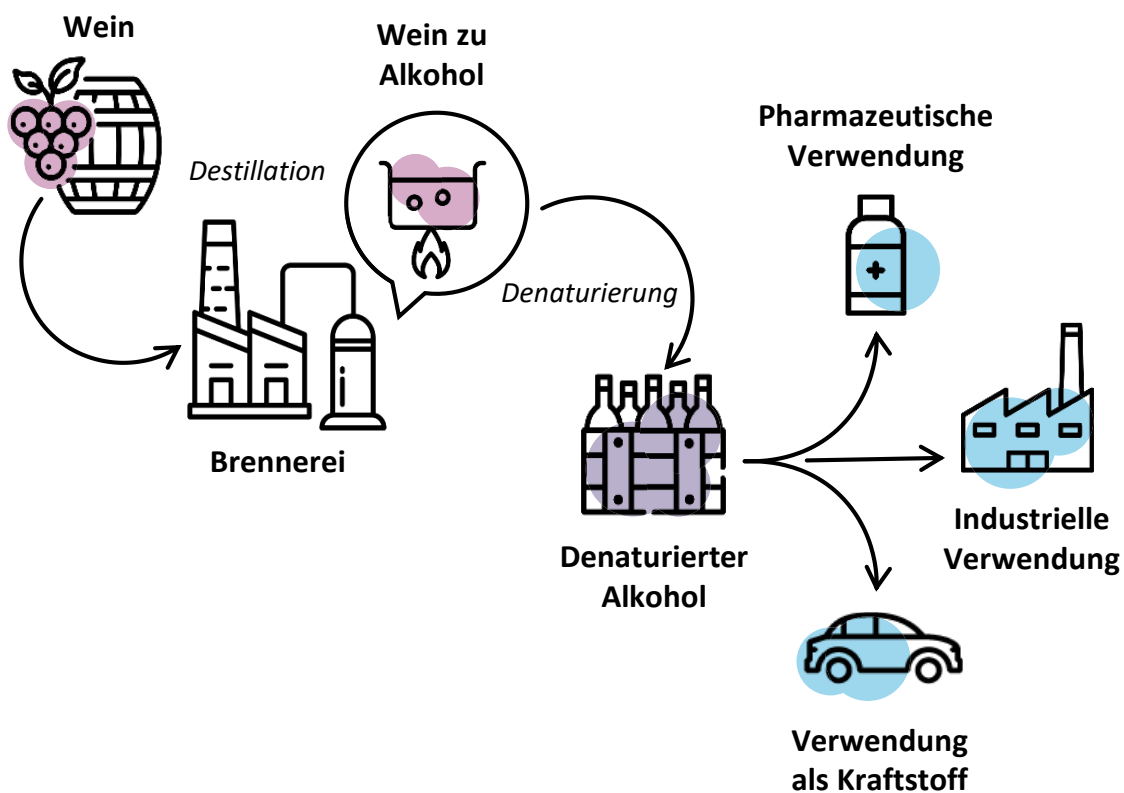 Wein
Wein zu
Alkohol
Destillation
Brennerei
Denaturierung
Denaturierter
Alkohol
Pharmazeutische
Verwendung
Industrielle
Verwendung
Verwendung
als Kraftstoff